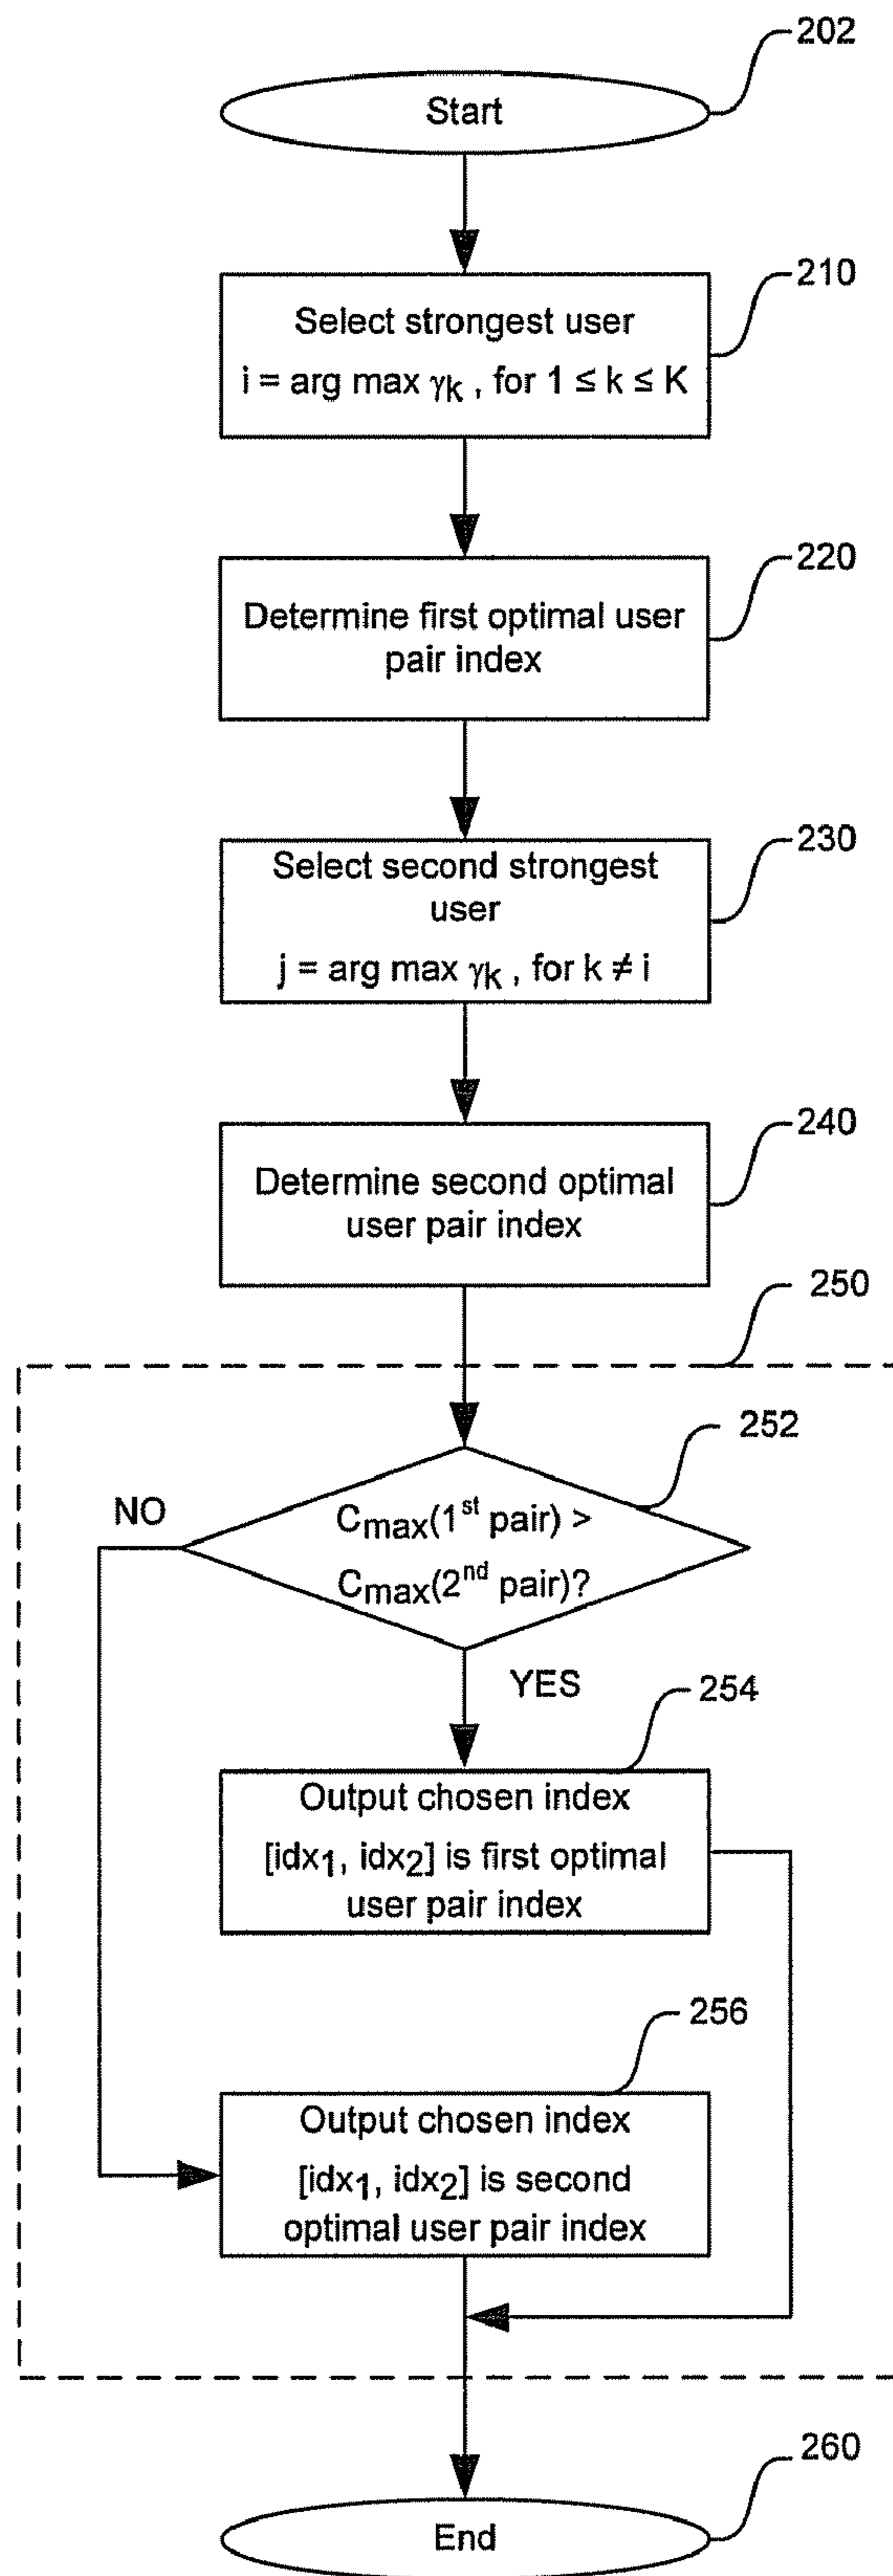 202
Start
210
Select strongest user
i = arg max γk , for 1 ≤ k ≤ K
220
Determine first optimal user
pair index
230
Select second strongest
user
j = arg max γk , for k ≠ i
240
Determine second optimal
user pair index
250
252
NO
Cmax(1st pair) >
Cmax(2nd pair)?
YES
254
Output chosen index
[idx1, idx2] is first optimal
user pair index
256
Output chosen index
[idx1, idx2] is second
optimal user pair index
260
End